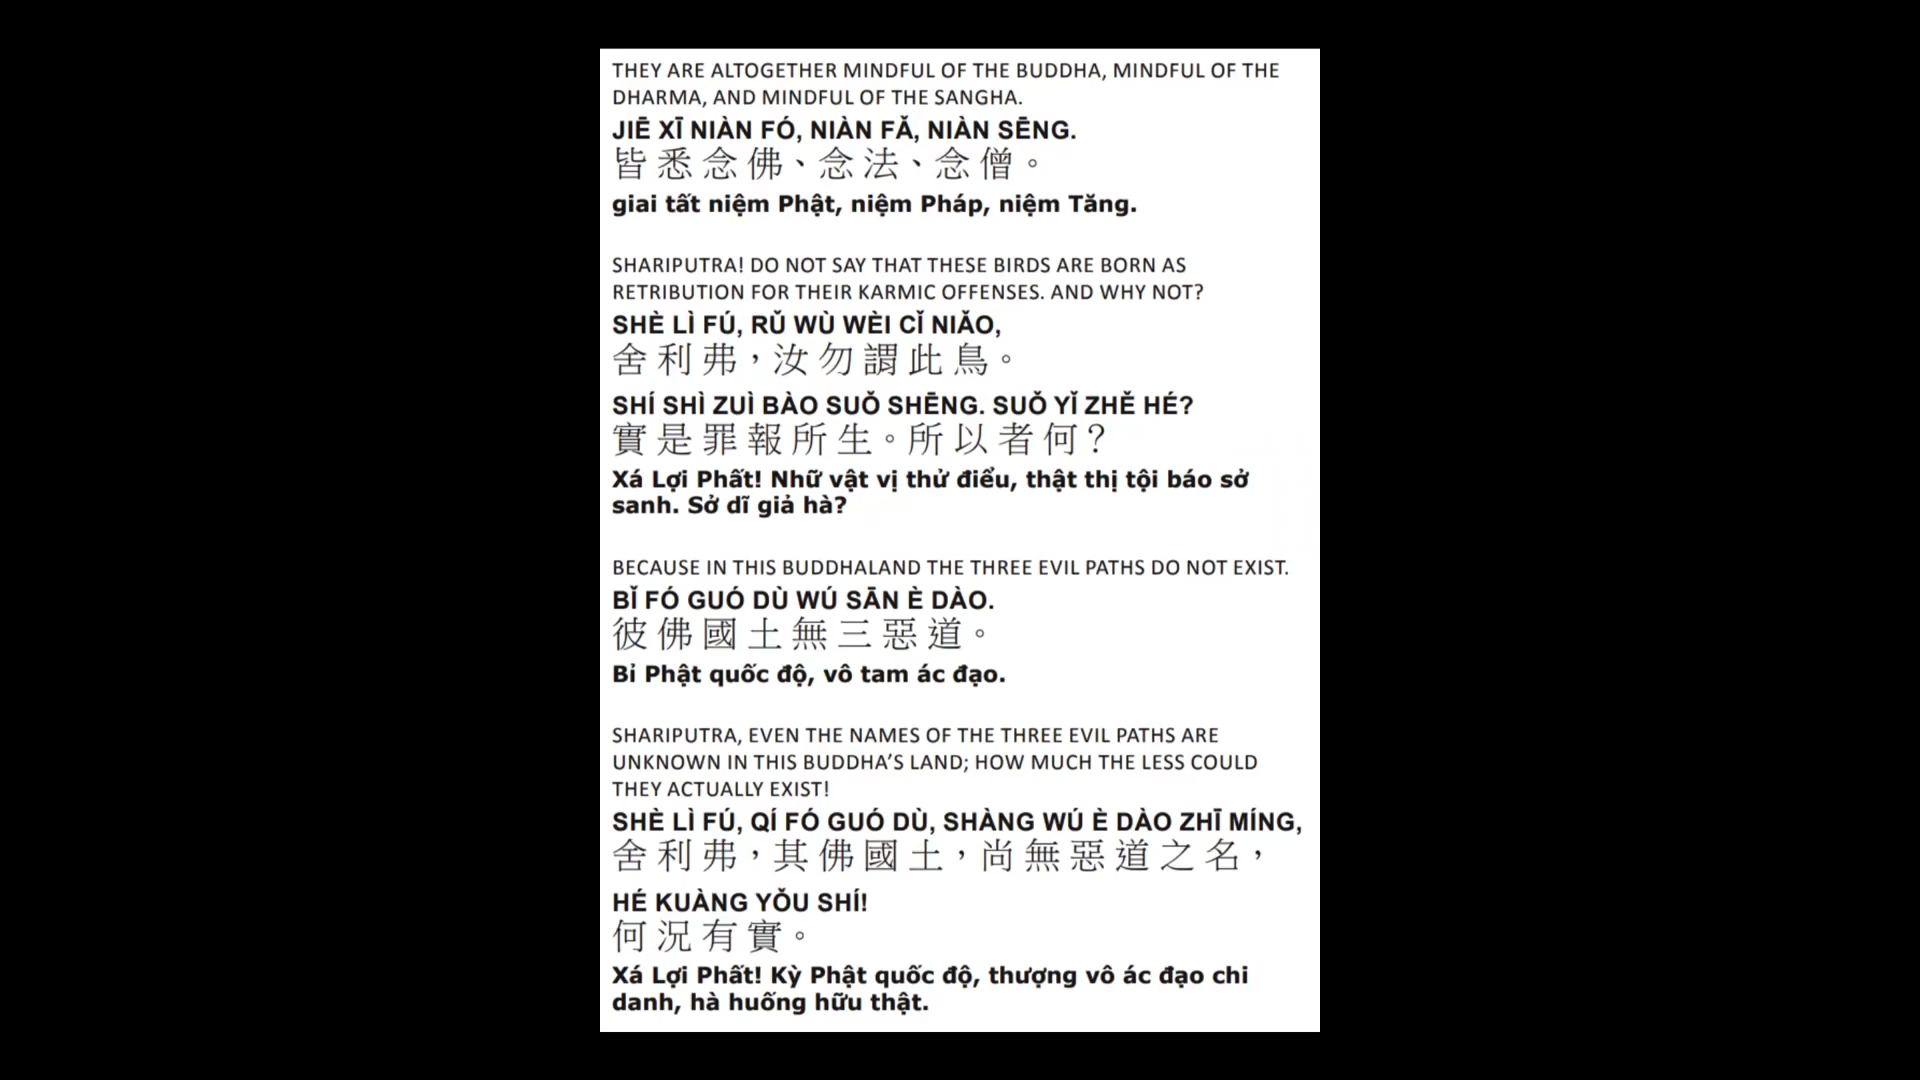 THEY ARE ALTOGETHER MINDFUL OF THE BUDDHA, MINDFUL OF THE
DHARMA, AND MINDFUL OF THE SANGHA.
JIĒ XĪ NIÀN FÓ, NIÀN FǍ, NIÀN SĒNG.
皆悉念佛、念法、念僧。
giai tất niệm Phật, niệm Pháp, niệm Tăng.
SHARIPUTRA! DO NOT SAY THAT THESE BIRDS ARE BORN AS
RETRIBUTION FOR THEIR KARMIC OFFENSES. AND WHY NOT?
SHÈ LÌ FÚ, RǓ WÙ WÈI CǏ NIǍO,
舍利弗，汝勿謂此鳥。
SHÍ SHÌ ZUÌ BÀO SUǑ SHĒNG. SUǑ YǏ ZHĚ HÉ?
實是罪報所生。所以者何？
Xá Lợi Phất! Nhữ vật vị thử điểu, thật thị tội báo sở
sanh. Sở dĩ giả hà?
BECAUSE IN THIS BUDDHALAND THE THREE EVIL PATHS DO NOT EXIST.
BǏ FÓ GUÓ DÙ WÚ SĀN È DÀO.
彼佛國土無三惡道。
Bỉ Phật quốc độ, vô tam ác đạo.
SHARIPUTRA, EVEN THE NAMES OF THE THREE EVIL PATHS ARE
UNKNOWN IN THIS BUDDHA’S LAND; HOW MUCH THE LESS COULD
THEY ACTUALLY EXIST!
SHÈ LÌ FÚ, QÍ FÓ GUÓ DÙ, SHÀNG WÚ È DÀO ZHĪ MÍNG,
舍利弗，其佛國土，尚無惡道之名，
HÉ KUÀNG YǑU SHÍ!
何況有實。
Xá Lợi Phất! Kỳ Phật quốc độ, thượng vô ác đạo chi
danh, hà huống hữu thật.